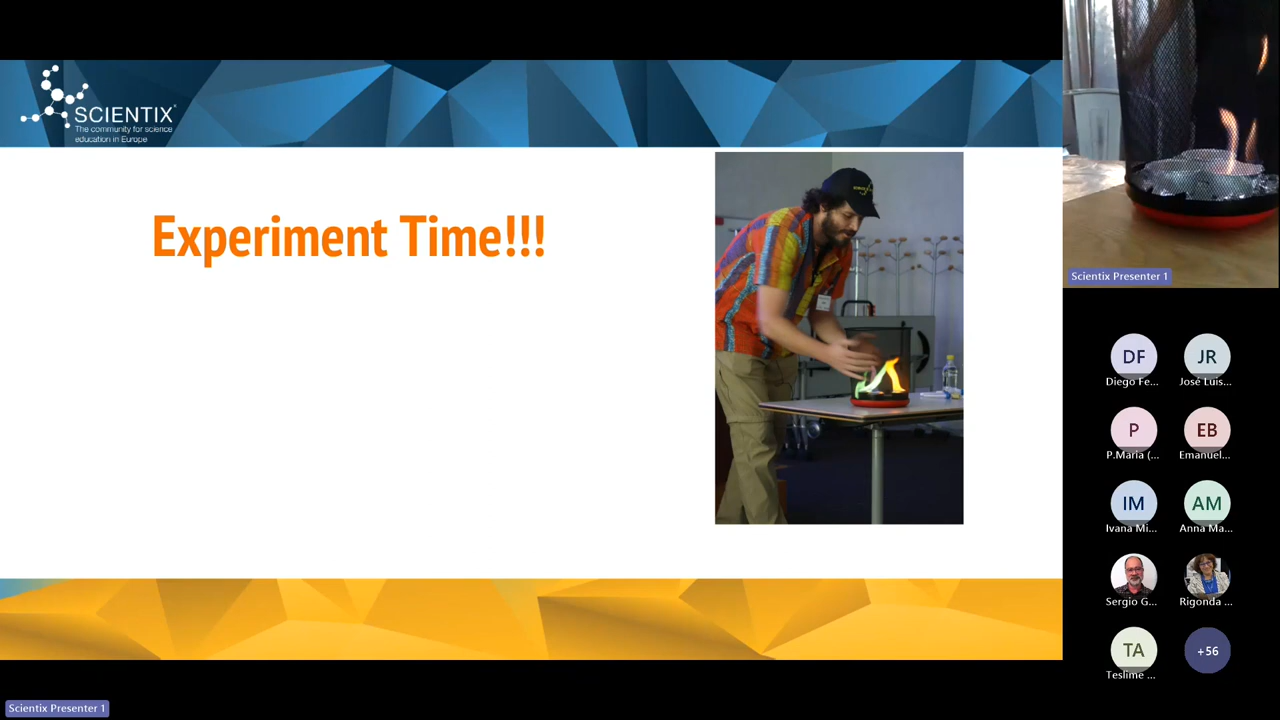 SCIENTIX
The community for science
education in Europe
Experiment Time!!!
Scientix Presenter 1
DF
Diego Fe...
JR
José Luis...
P
P.Maria (...
EB
Emanuel...
IM
Ivana Mi...
AM
Anna Ma...
Sergio G...
Rigonda ...
TA
Teslime ...
+56
Scientix Presenter 1